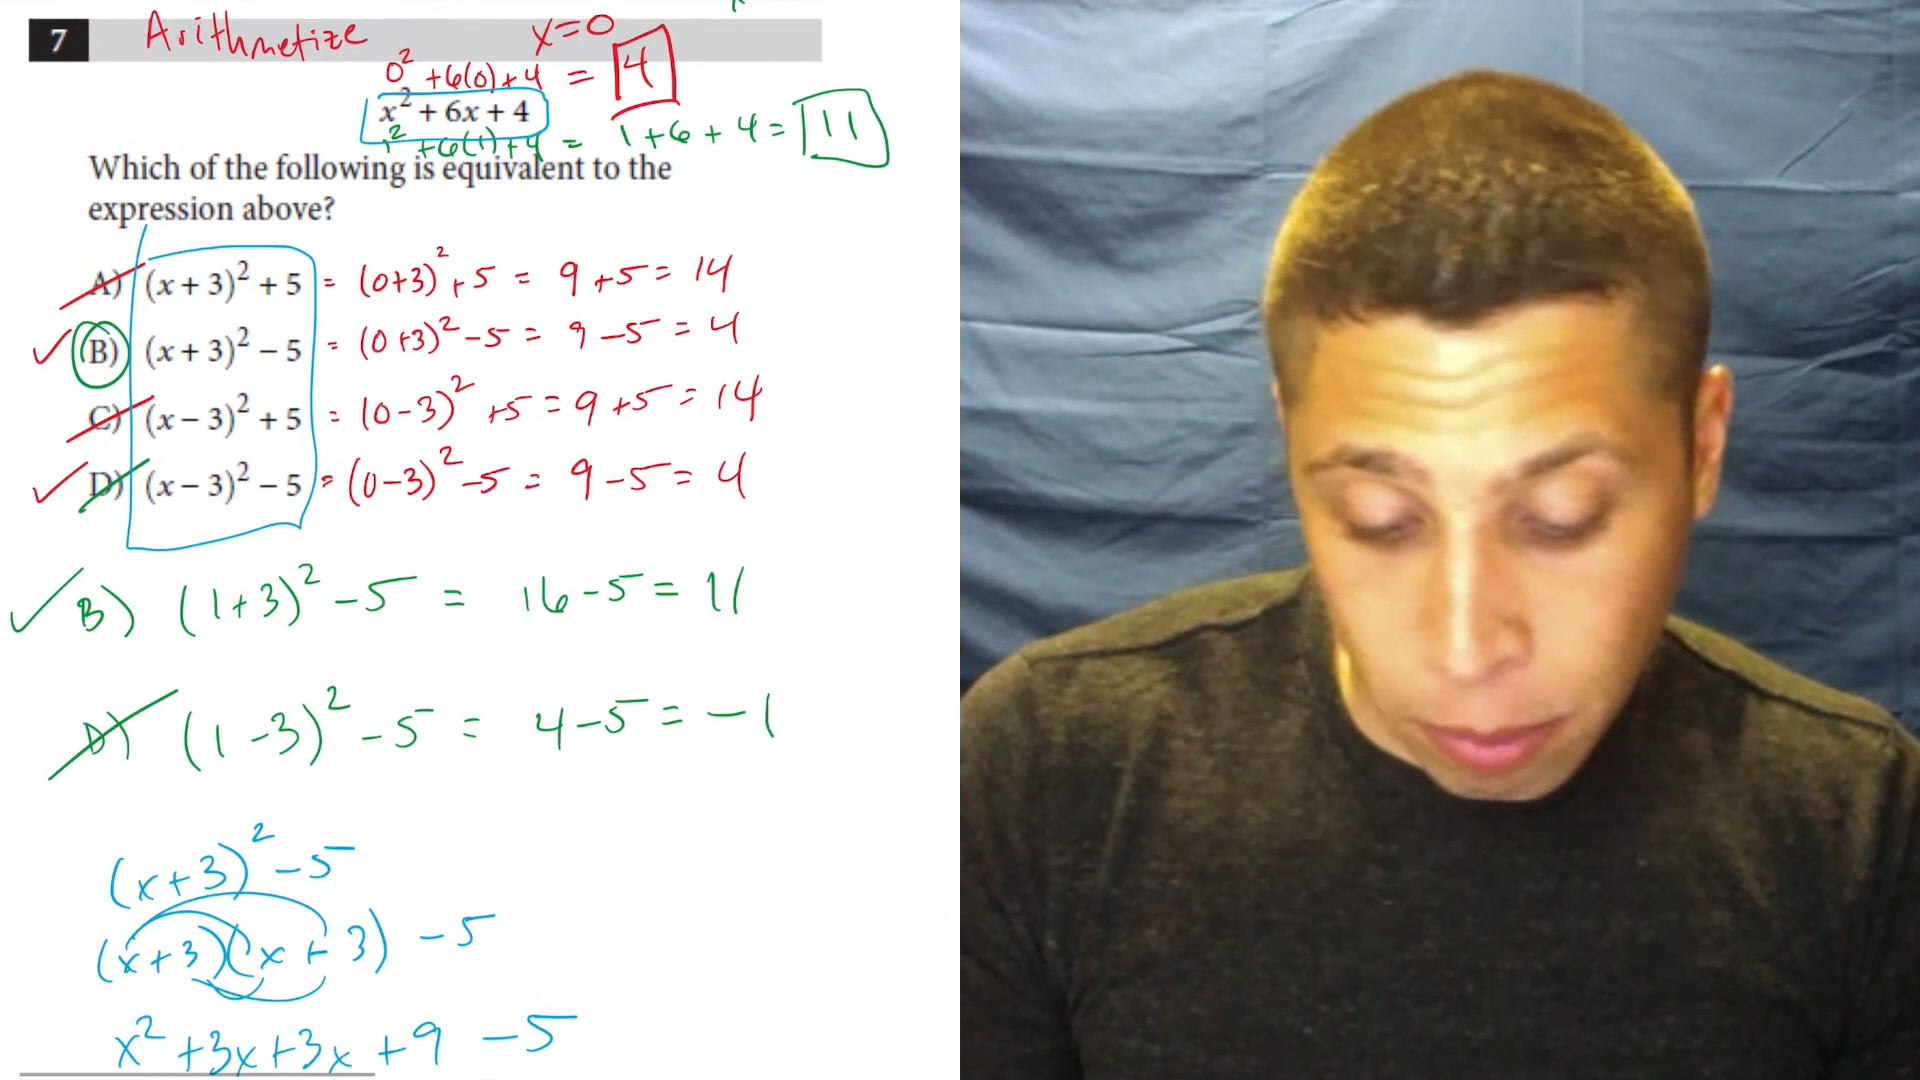 7 Arithmetize x=0
0² +6(0)+4 = 4
x² + 6x + 4
1² +6(1)+4 = 1+6+4 = 11
Which of the following is equivalent to the
expression above?
A) (x + 3)² + 5 = (0+3)² +5 = 9+5 = 14
B) (x + 3)² − 5 = (0+3)² −5 = 9−5 = 4
C) (x − 3)² + 5 = (0−3)² +5 = 9+5 = 14
D) (x − 3)² − 5 = (0−3)² −5 = 9−5 = 4
B) (1+3)² −5 = 16−5 = 11
D) (1−3)² −5 = 4−5 = −1
(x+3)² −5
(x+3)(x+3) −5
x² +3x+3x +9 −5